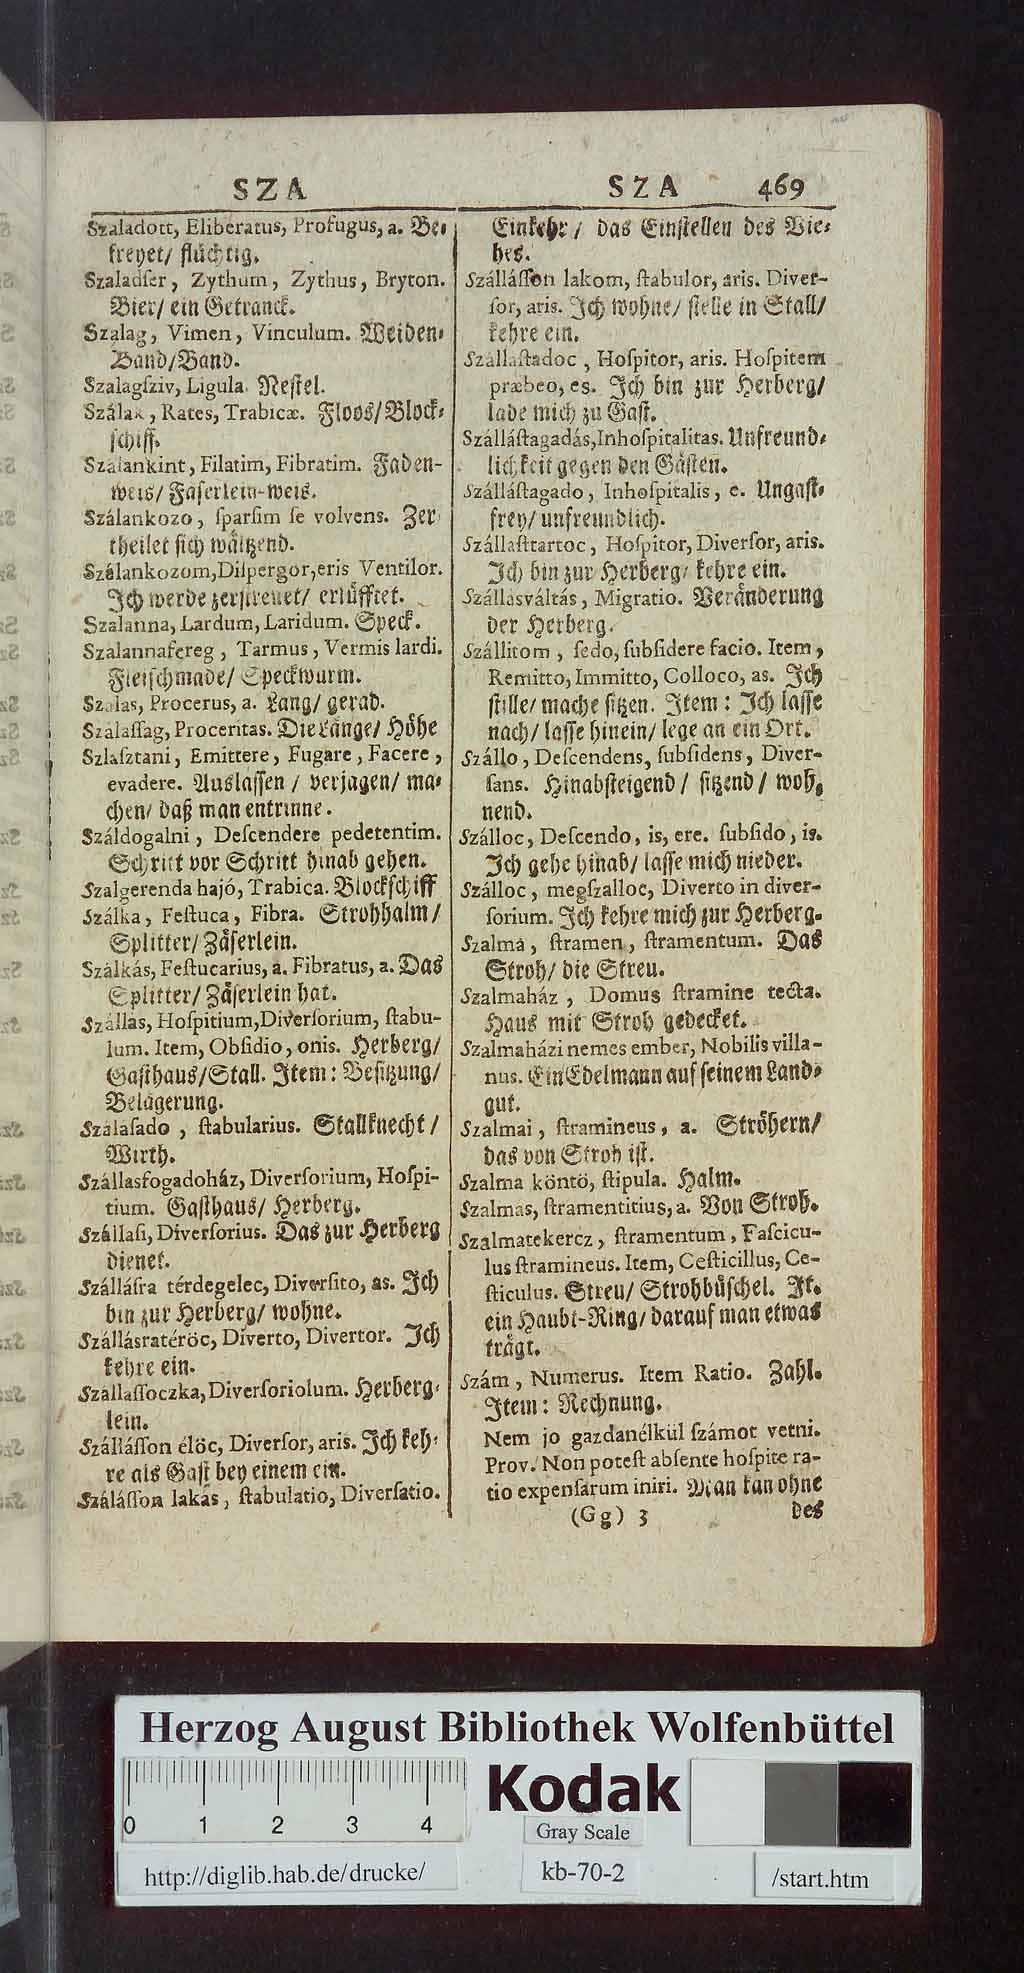 SZA
Szaladott, Eliberatus, Profugus, a. Be-
freyet/ flüchtig.
Szaladſer, Zythum, Zythus, Bryton.
Bier/ ein Getranck.
Szalag, Vimen, Vinculum. Weiden-
Band/Band.
Szalagſziv, Ligula. Neſtel.
Szálak, Rates, Trabicæ. Floos/Block-
ſchiff.
Szálankint, Filatim, Fibratim. Faden-
weis/ Faſerlein-weis.
Szálankozo, ſparſim ſe volvens. Zer
theilet ſich wältzend.
Szálankozom, Diſpergor, eris Ventilor.
Ich werde zerſtreuet/ erlüfftet.
Szalanna, Lardum, Laridum. Speck.
Szalannafereg, Tarmus, Vermis lardi.
Fleiſchmade/ Speckwurm.
Szalas, Procerus, a. Lang/ gerad.
Szalaſſag, Proceritas. Die Länge/ Höhe
Szlaſztani, Emittere, Fugare, Facere,
evadere. Auslaſſen/ verjagen/ ma-
chen/ daß man entrinne.
Száldogalni, Deſcendere pedetentim.
Schritt vor Schritt hinab gehen.
Szalgerenda hajó, Trabica. Blockſchiff
Szálka, Feſtuca, Fibra. Strohhalm/
Splitter/ Zäſerlein.
Szálkás, Feſtucarius, a. Fibratus, a. Das
Splitter/ Zäſerlein hat.
Szállás, Hoſpitium, Diverſorium, ſtabu-
lum. Item, Obſidio, onis. Herberg/
Gaſthaus/Stall. Item: Beſitzung/
Belägerung.
Szálaſado, ſtabularius. Stallknecht/
Wirth.
Szállasfogadoház, Diverſorium, Hoſpi-
tium. Gaſthaus/ Herberg.
Szállaſi, Diverſorius. Das zur Herberg
dienet.
Szállásra térdegelec, Diverſito, as. Ich
bin zur Herberg/ wohne.
Szállásratéröc, Diverto, Divertor. Ich
kehre ein.
Szállaſſoczka, Diverſoriolum. Herberg-
lein.
Szálláſſon élöc, Diverſor, aris. Ich keh-
re als Gaſt bey einem ein.
Száláſſon lakás, ſtabulatio, Diverſatio.
SZA 469
Einkehr/ das Einſtellen des Vie-
hes.
Szálláſſon lakom, ſtabulor, aris. Diver-
ſor, aris. Ich wohne/ ſtelle in Stall/
kehre ein.
Szállaſtadoc, Hoſpitor, aris. Hoſpitem
præbeo, es. Ich bin zur Herberg/
lade mich zu Gaſt.
Szálláſtagadás, Inhoſpitalitas. Unfreund-
lichkeit gegen den Gäſten.
Szálláſtagado, Inhoſpitalis, e. Ungaſt-
frey/ unfreundlich.
Szállaſttartoc, Hoſpitor, Diverſor, aris.
Ich bin zur Herberg/ kehre ein.
Szállásváltás, Migratio. Veränderung
der Herberg.
Szállitom, ſedo, ſubſidere facio. Item,
Remitto, Immitto, Colloco, as. Ich
ſtille/ mache ſitzen. Item: Ich laſſe
nach/ laſſe hinein/ lege an ein Ort.
Szállo, Deſcendens, ſubſidens, Diver-
ſans. Hinabſteigend/ ſitzend/ woh-
nend.
Szálloc, Deſcendo, is, ere. ſubſido, is.
Ich gehe hinab/ laſſe mich nieder.
Szálloc, megſzalloc, Diverto in diver-
ſorium. Ich kehre mich zur Herberg.
Szalma, ſtramen, ſtramentum. Das
Stroh/ die Streu.
Szalmaház, Domus ſtramine tecta.
Haus mit Stroh gedecket.
Szalmaházi nemes ember, Nobilis villa-
nus. Ein Edelmann auf ſeinem Land-
gut.
Szalmai, ſtramineus, a. Ströhern/
das von Stroh iſt.
Szalma köntö, ſtipula. Halm.
Szalmas, ſtramentitius, a. Von Stroh.
Szalmatekercz, ſtramentum, Faſcicu-
lus ſtramineus. Item, Ceſticillus, Ce-
ſticulus. Streu/ Strohbüſchel. It.
ein Haubt-Ring/ darauf man etwas
trägt.
Szám, Numerus. Item Ratio. Zahl.
Item: Rechnung.
Nem jo gazdanélkül ſzámot vetni.
Prov. Non poteſt abſente hoſpite ra-
tio expenſarum iniri. Man kan ohne
(Gg) 3 des
Herzog August Bibliothek Wolfenbüttel
Kodak
0 1 2 3 4
Gray Scale
http://diglib.hab.de/drucke/
kb-70-2
/start.htm